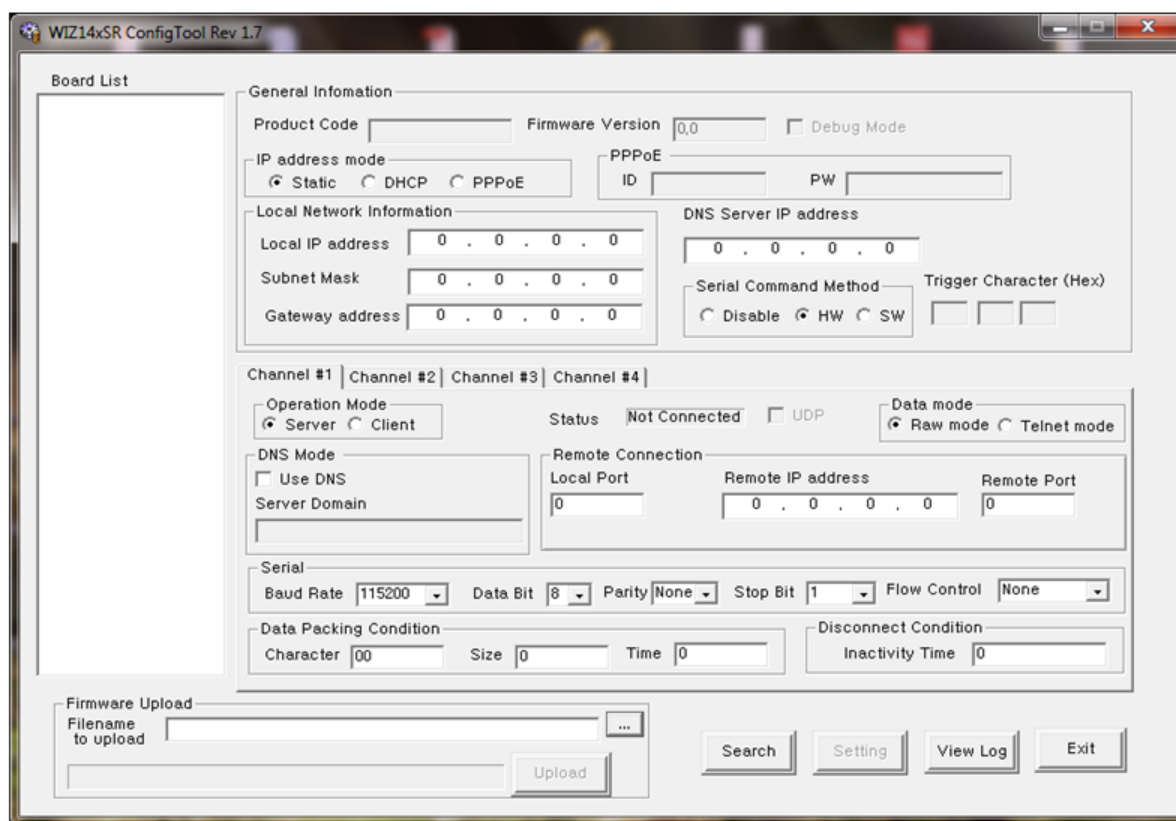 WIZ14xSR ConfigTool Rev 1.7
Board List
General Infomation
Product Code
Firmware Version 0,0
Debug Mode
IP address mode
Static DHCP PPPoE
PPPoE
ID PW
Local Network Information
Local IP address 0 . 0 . 0 . 0
Subnet Mask 0 . 0 . 0 . 0
Gateway address 0 . 0 . 0 . 0
DNS Server IP address
0 . 0 . 0 . 0
Serial Command Method
Disable HW SW
Trigger Character (Hex)
Channel #1 Channel #2 Channel #3 Channel #4
Operation Mode
Server Client
Status Not Connected
UDP
Data mode
Raw mode Telnet mode
DNS Mode
Use DNS
Server Domain
Remote Connection
Local Port Remote IP address Remote Port
0 0 . 0 . 0 . 0 0
Serial
Baud Rate 115200 Data Bit 8 Parity None Stop Bit 1 Flow Control None
Data Packing Condition
Character 00 Size 0 Time 0
Disconnect Condition
Inactivity Time 0
Firmware Upload
Filename
to upload
...
Upload
Search Setting View Log Exit